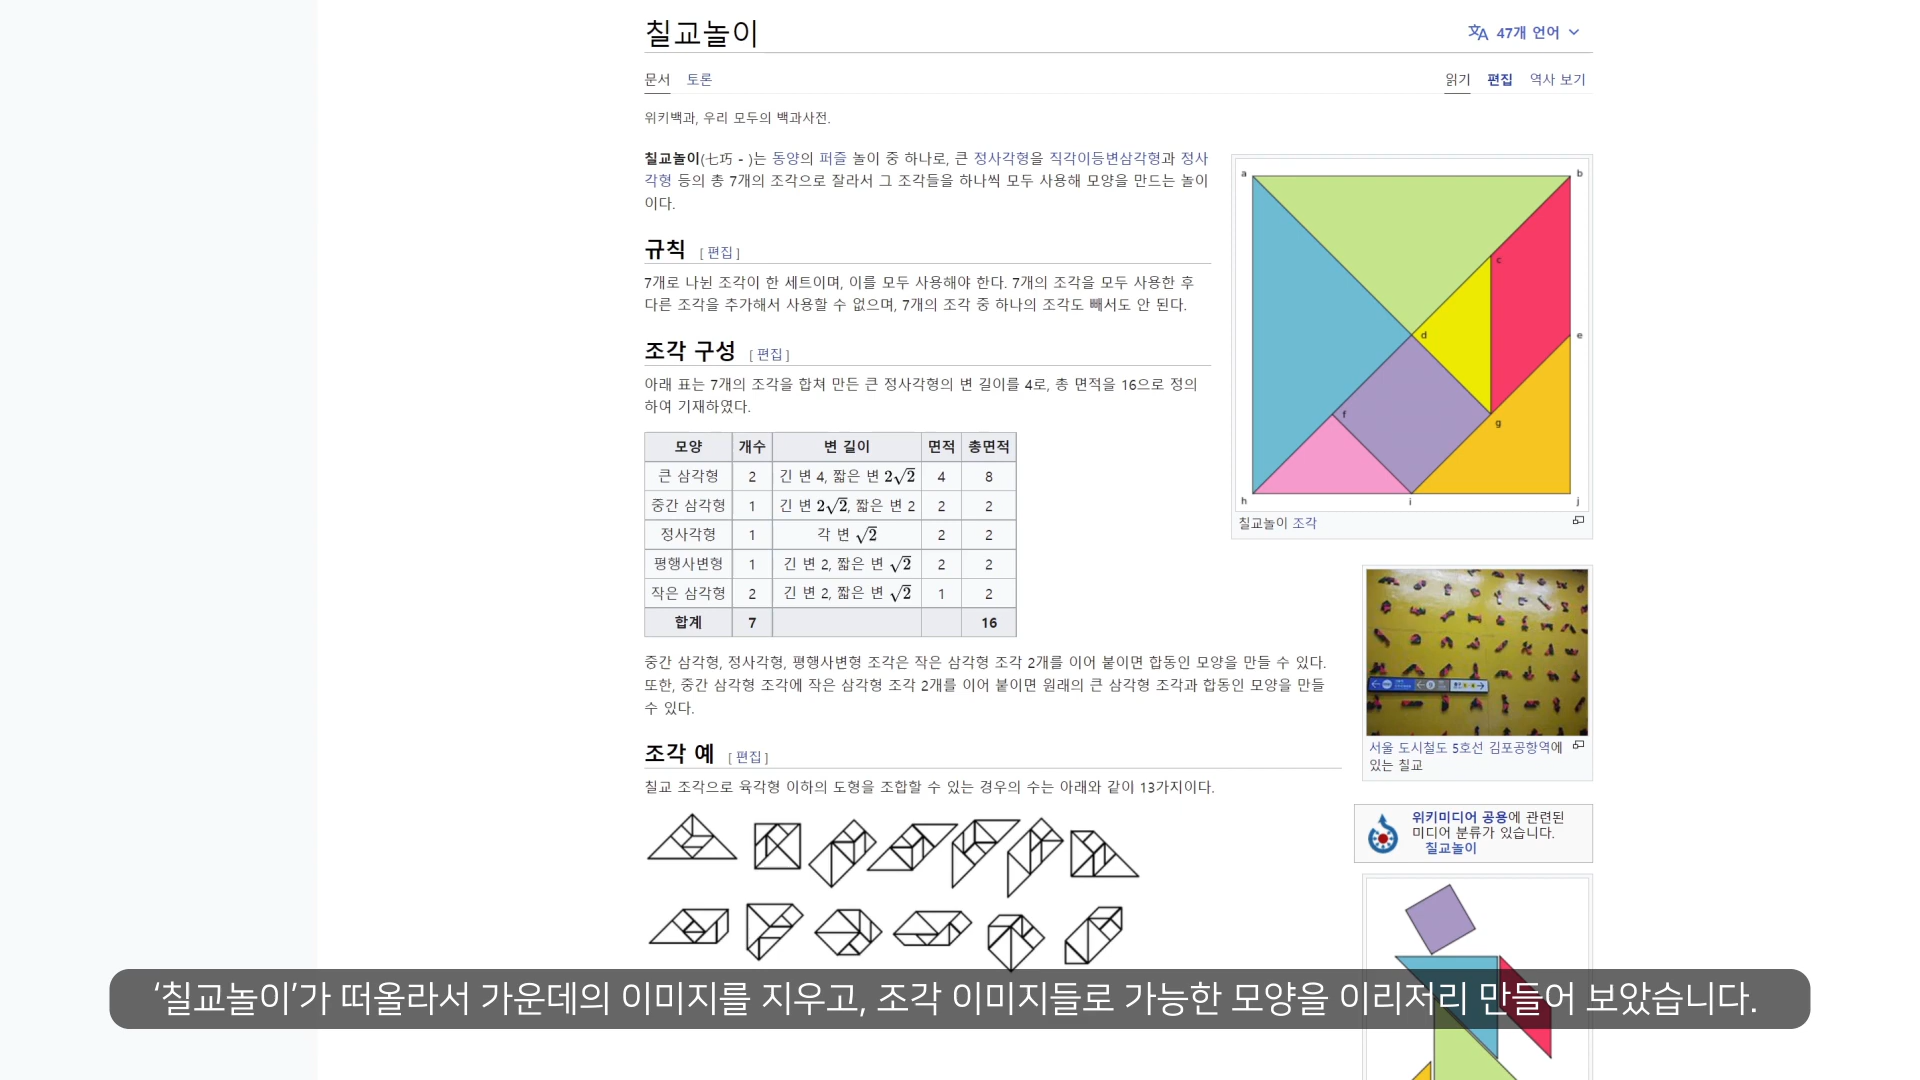 칠교놀이
47개 언어
문서 토론
읽기 편집 역사 보기
위키백과, 우리 모두의 백과사전.
칠교놀이(七巧 - )는 동양의 퍼즐 놀이 중 하나로, 큰 정사각형을 직각이등변삼각형과 정사
각형 등의 총 7개의 조각으로 잘라서 그 조각들을 하나씩 모두 사용해 모양을 만드는 놀이
이다.
규칙 [ 편집 ]
7개로 나뉜 조각이 한 세트이며, 이를 모두 사용해야 한다. 7개의 조각을 모두 사용한 후
다른 조각을 추가해서 사용할 수 없으며, 7개의 조각 중 하나의 조각도 빼서도 안 된다.
조각 구성 [ 편집 ]
아래 표는 7개의 조각을 합쳐 만든 큰 정사각형의 변 길이를 4로, 총 면적을 16으로 정의
하여 기재하였다.
모양 개수 변 길이 면적 총면적
큰 삼각형 2 긴 변 4, 짧은 변 2√2 4 8
중간 삼각형 1 긴 변 2√2, 짧은 변 2 2 2
정사각형 1 각 변 √2 2 2
평행사변형 1 긴 변 2, 짧은 변 √2 2 2
작은 삼각형 2 긴 변 2, 짧은 변 √2 1 2
합계 7 16
중간 삼각형, 정사각형, 평행사변형 조각은 작은 삼각형 조각 2개를 이어 붙이면 합동인 모양을 만들 수 있다.
또한, 중간 삼각형 조각에 작은 삼각형 조각 2개를 이어 붙이면 원래의 큰 삼각형 조각과 합동인 모양을 만들
수 있다.
조각 예 [ 편집 ]
칠교 조각으로 육각형 이하의 도형을 조합할 수 있는 경우의 수는 아래와 같이 13가지이다.
a b
c
d e
f
g
h i j
칠교놀이 조각
서울 도시철도 5호선 김포공항역에
있는 칠교
위키미디어 공용에 관련된
미디어 분류가 있습니다.
칠교놀이
‘칠교놀이’가 떠올라서 가운데의 이미지를 지우고, 조각 이미지들로 가능한 모양을 이리저리 만들어 보았습니다.